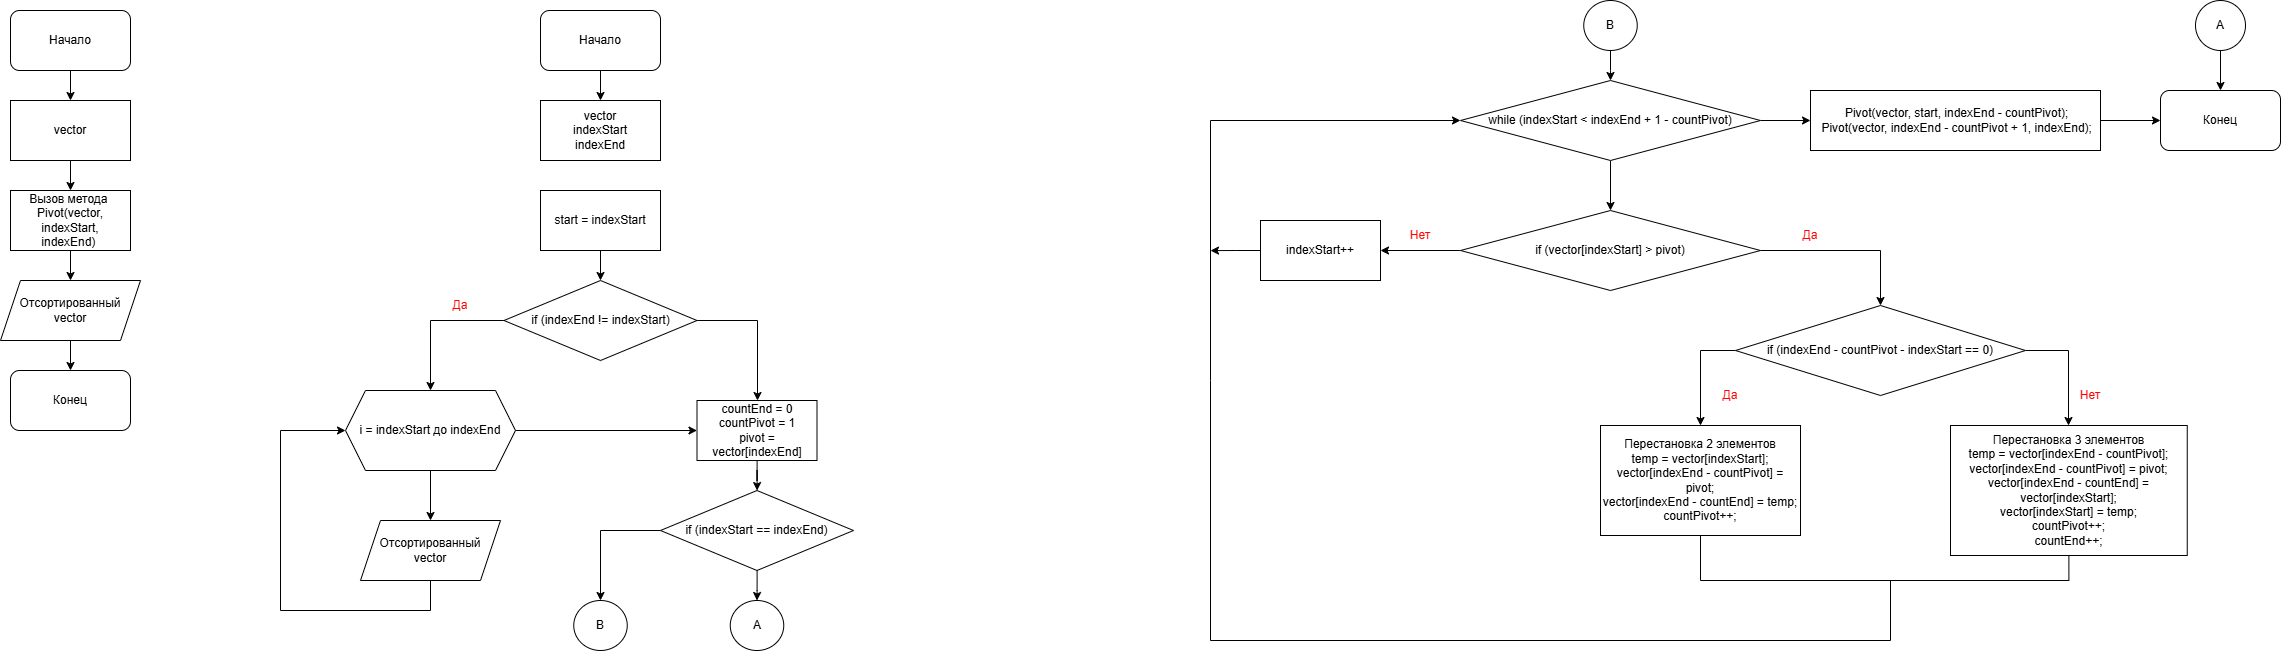 Начало
vector
Вызов метода
Pivot(vector,
indexStart,
indexEnd)
Отсортированный
vector
Конец
Начало
vector
indexStart
indexEnd
start = indexStart
if (indexEnd != indexStart)
Да
i = indexStart до indexEnd
Отсортированный
vector
countEnd = 0
countPivot = 1
pivot =
vector[indexEnd]
if (indexStart == indexEnd)
B
A
B
while (indexStart < indexEnd + 1 - countPivot)
Pivot(vector, start, indexEnd - countPivot);
Pivot(vector, indexEnd - countPivot + 1, indexEnd);
A
Конец
if (vector[indexStart] > pivot)
Нет
indexStart++
Да
if (indexEnd - countPivot - indexStart == 0)
Да
Нет
Перестановка 2 элементов
temp = vector[indexStart];
vector[indexEnd - countPivot] =
pivot;
vector[indexEnd - countEnd] = temp;
countPivot++;
Перестановка 3 элементов
temp = vector[indexEnd - countPivot];
vector[indexEnd - countPivot] = pivot;
vector[indexEnd - countEnd] =
vector[indexStart];
vector[indexStart] = temp;
countPivot++;
countEnd++;